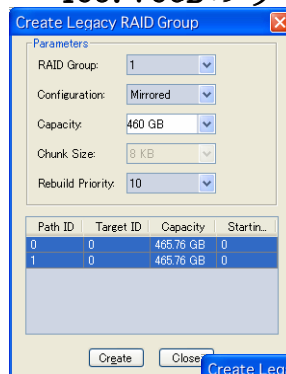 Create Legacy RAID Group
Parameters
RAID Group: 1
Configuration: Mirrored
Capacity: 460 GB
Chunk Size: 8 KB
Rebuild Priority: 10
Path ID Target ID Capacity Startin...
0 0 465.76 GB 0
1 0 465.76 GB 0
Create Close
Create Leg